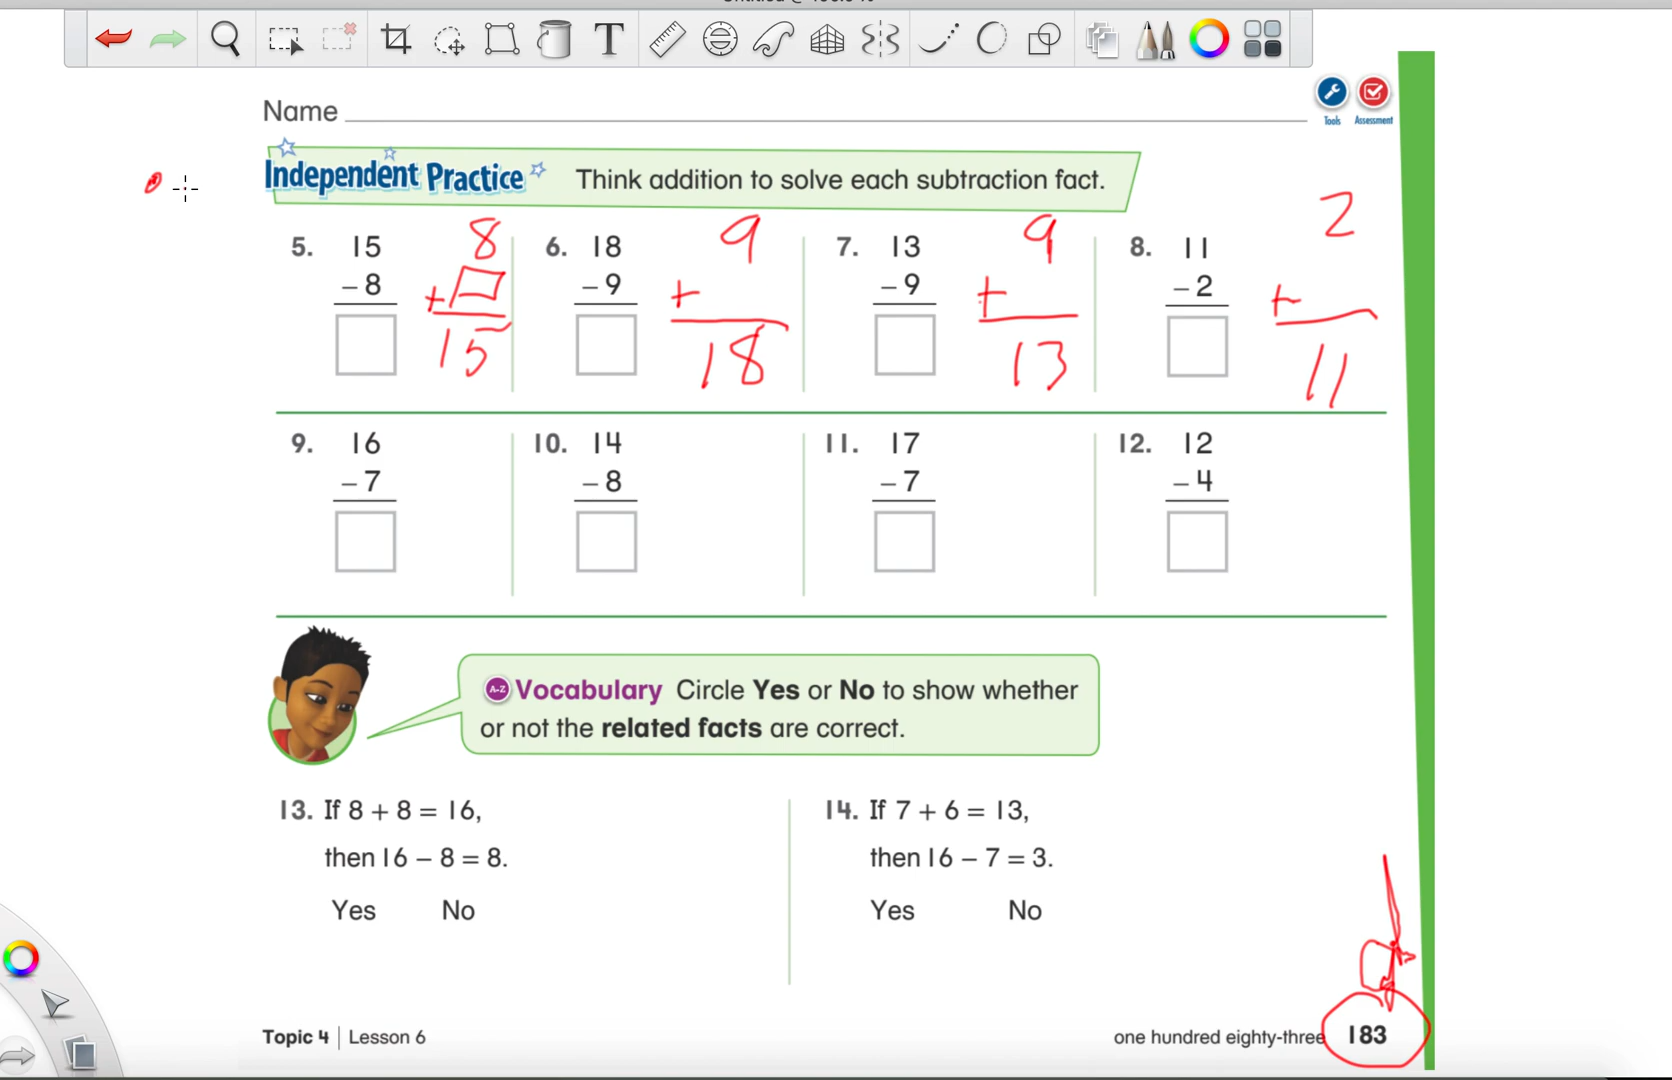 Name
Tools Assessment
Independent Practice Think addition to solve each subtraction fact.
5. 15 8 6. 18 9 7. 13 9 8. 11 2
– 8 + – 9 + – 9 + – 2 +
15 18 13 11
9. 16 10. 14 11. 17 12. 12
– 7 – 8 – 7 – 4
A-Z Vocabulary Circle Yes or No to show whether
or not the related facts are correct.
13. If 8 + 8 = 16, 14. If 7 + 6 = 13,
then 16 – 8 = 8. then 16 – 7 = 3.
Yes No Yes No
Topic 4 | Lesson 6 one hundred eighty-three 183